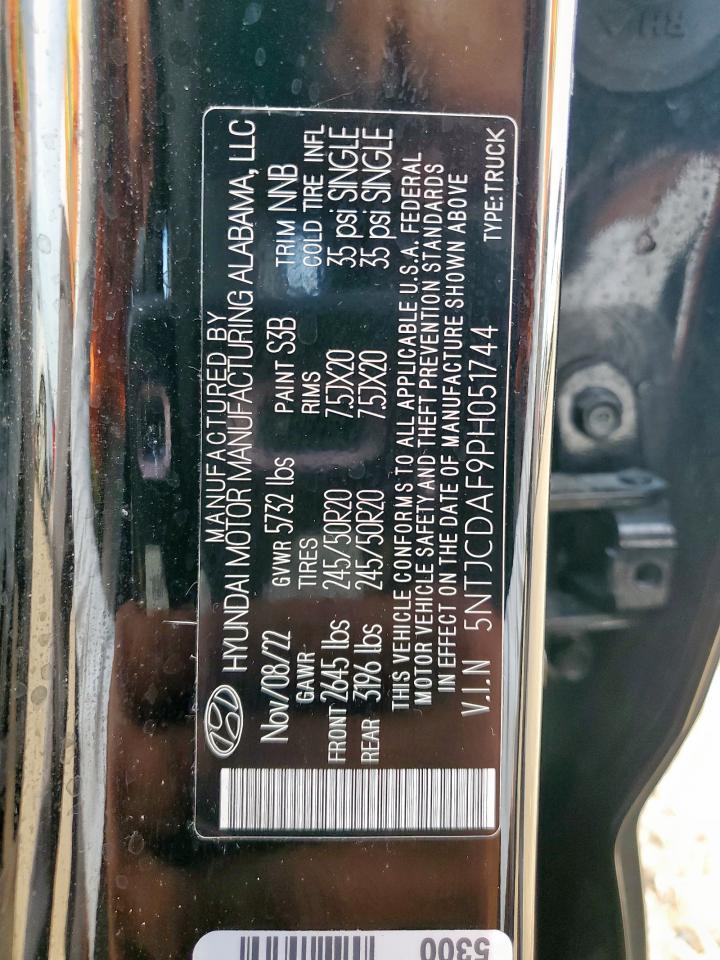 MANUFACTURED BY
HYUNDAI MOTOR MANUFACTURING ALABAMA, LLC
Nov/08/22 GVWR 5732 lbs PAINT S3B TRIM NNB
GAWR TIRES RIMS COLD TIRE INFL
FRONT 2645 lbs 245/50R20 7.5JX20 35 psi SINGLE
REAR 3196 lbs 245/50R20 7.5JX20 35 psi SINGLE
THIS VEHICLE CONFORMS TO ALL APPLICABLE U.S.A. FEDERAL
MOTOR VEHICLE SAFETY AND THEFT PREVENTION STANDARDS
IN EFFECT ON THE DATE OF MANUFACTURE SHOWN ABOVE
V.I.N 5NTJCDAF9PH051744 TYPE:TRUCK
5300
RH